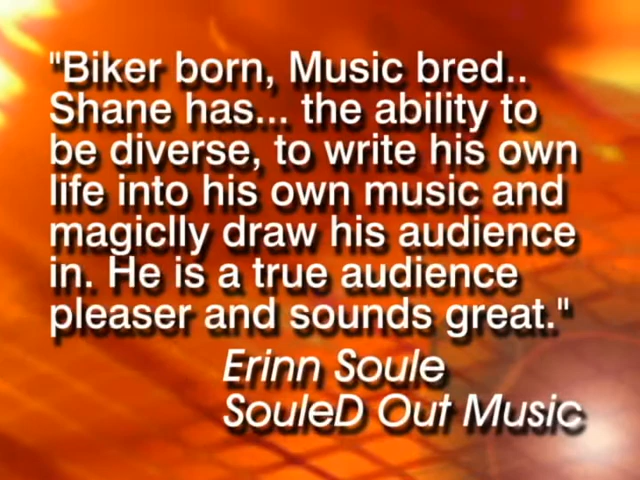 "Biker born, Music bred..
Shane has... the ability to
be diverse, to write his own
life into his own music and
magiclly draw his audience
in. He is a true audience
pleaser and sounds great."
Erinn Soule
SouleD Out Music